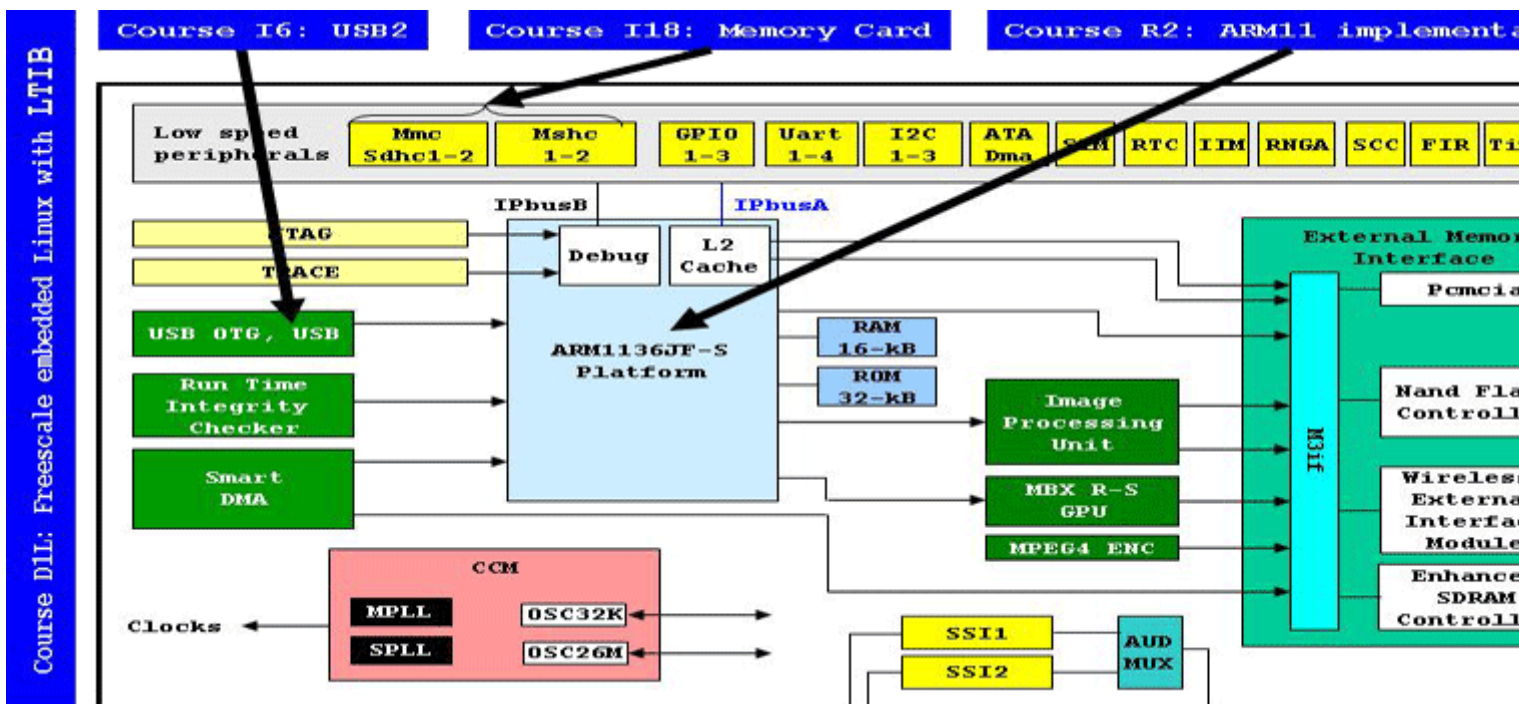 Course D1L: Freescale embedded Linux with LTIB
Course I6: USB2
Course I18: Memory Card
Course R2: ARM11 implementa
Low speed
peripherals
Mmc
Sdhc1-2
Mshc
1-2
GPIO
1-3
Uart
1-4
I2C
1-3
ATA
Dma
RTC
IIM
RNGA
SCC
FIR
Ti
IPbusB
IPbusA
JTAG
TRACE
Debug
L2
Cache
USB OTG, USB
Run Time
Integrity
Checker
Smart
DMA
ARM1136JF-S
Platform
RAM
16-kB
ROM
32-kB
Image
Processing
Unit
MBX R-S
GPU
MPEG4 ENC
External Memor
Interface
M3if
Pcmcia
Nand Fla
Controll
Wireless
Externa
Interfac
Module
Enhance
SDRAM
Controll
CCM
MPLL
SPLL
OSC32K
OSC26M
Clocks
SSI1
SSI2
AUD
MUX